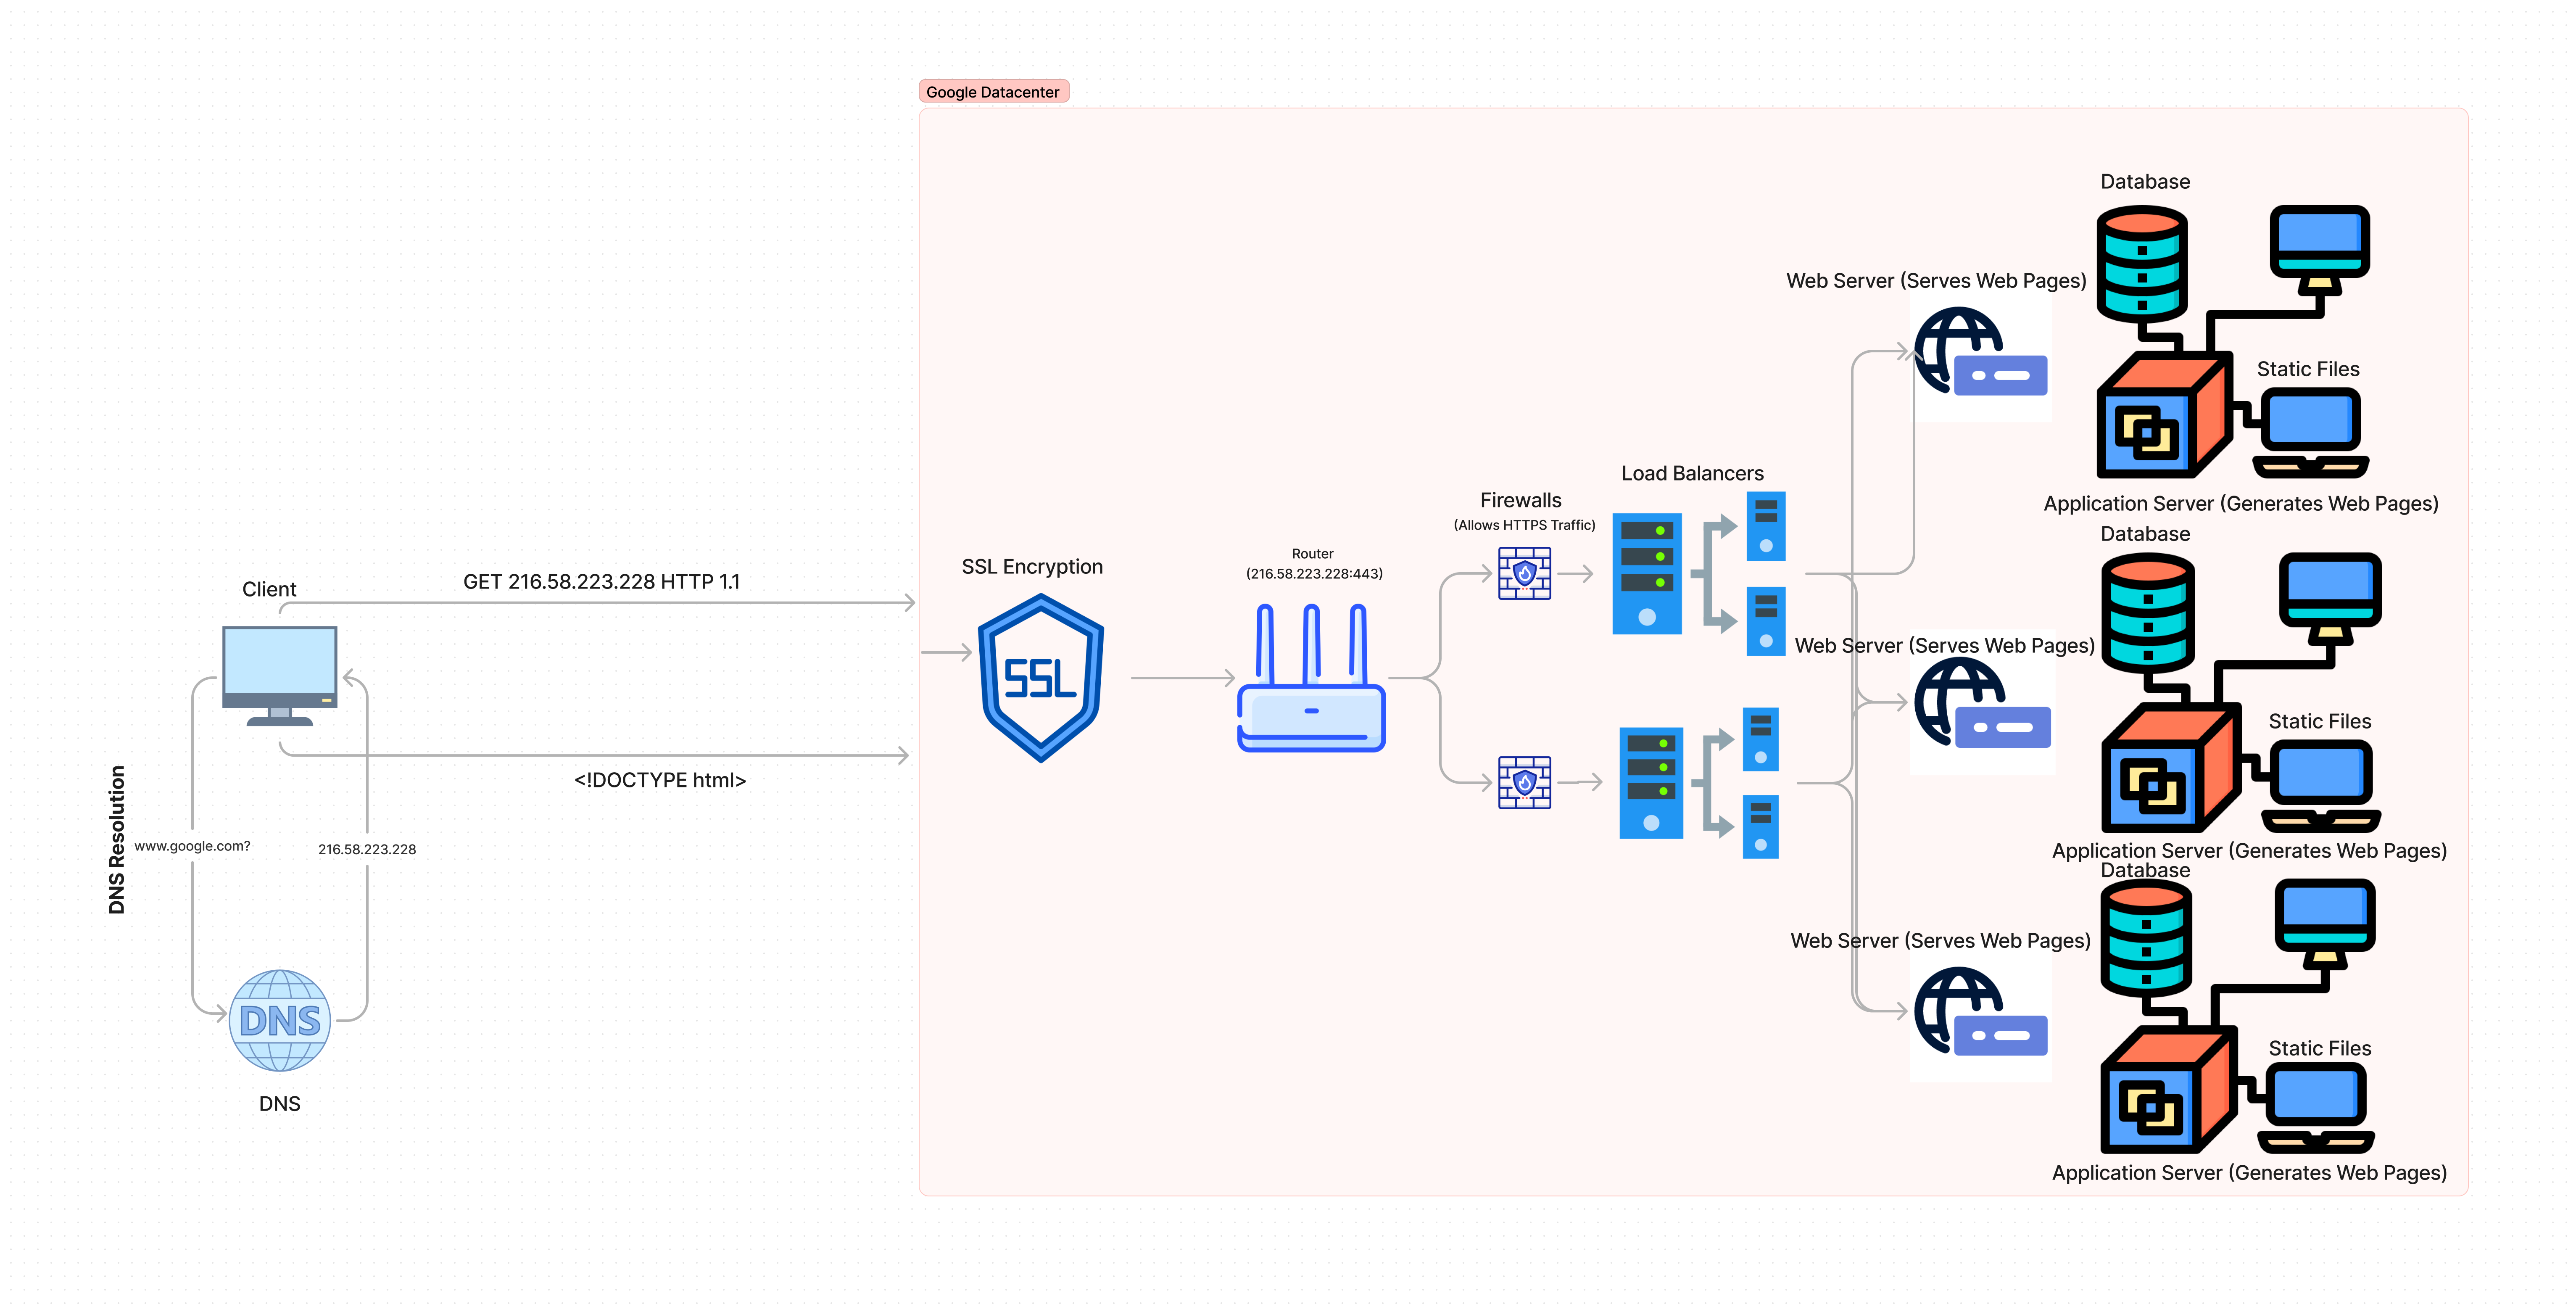 Google Datacenter
Database
Web Server (Serves Web Pages)
Static Files
Application Server (Generates Web Pages)
Load Balancers
Firewalls
(Allows HTTPS Traffic)
Router
(216.58.223.228:443)
SSL Encryption
SSL
Client
GET 216.58.223.228 HTTP 1.1
<!DOCTYPE html>
DNS Resolution
www.google.com?
216.58.223.228
DNS
DNS
Database
Web Server (Serves Web Pages)
Static Files
Application Server (Generates Web Pages)
Database
Web Server (Serves Web Pages)
Static Files
Application Server (Generates Web Pages)